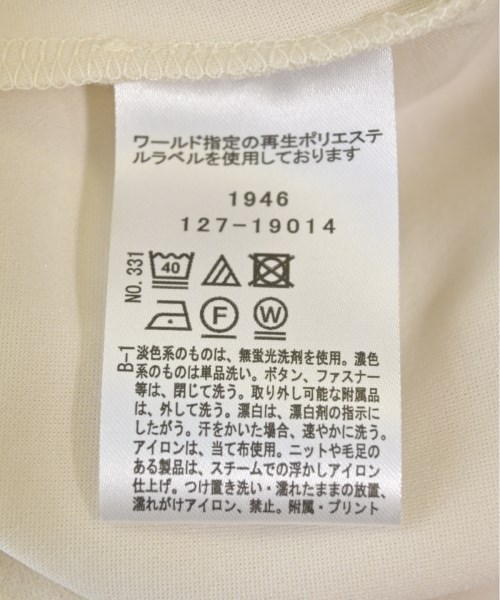 ワールド指定の再生ポリエステ
ルラベルを使用しております
1946
127-19014
NO. 331
40
F
W
B-1
淡色系のものは、無蛍光洗剤を使用。濃色
系のものは単品洗い。ボタン、ファスナー
等は、閉じて洗う。取り外し可能な附属品
は、外して洗う。漂白は、漂白剤の指示に
したがう。汗をかいた場合、速やかに洗う。
アイロンは、当て布使用。ニットや毛足の
ある製品は、スチームでの浮かしアイロン
仕上げ。つけ置き洗い・濡れたままの放置、
濡れがけアイロン、禁止。附属・プリント